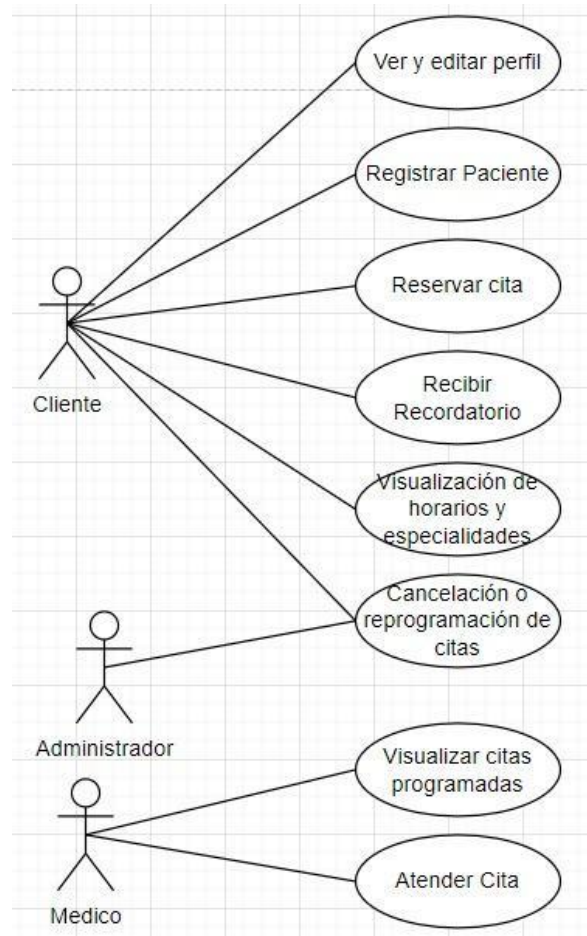 Ver y editar perfil
Registrar Paciente
Reservar cita
Cliente
Recibir
Recordatorio
Visualización de
horarios y
especialidades
Cancelación o
reprogramación de
citas
Administrador
Visualizar citas
programadas
Atender Cita
Medico